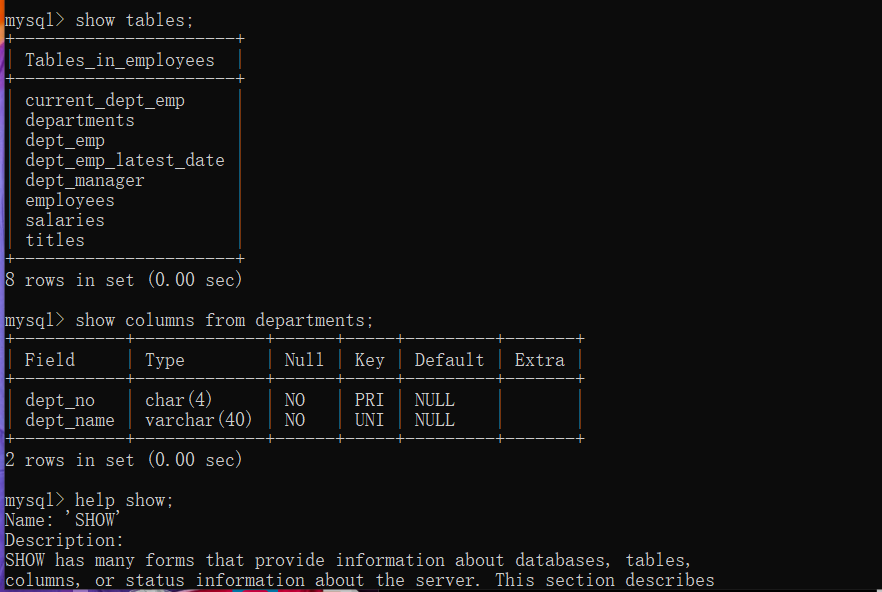 mysql> show tables;
+----------------------+
| Tables_in_employees  |
+----------------------+
| current_dept_emp     |
| departments          |
| dept_emp             |
| dept_emp_latest_date |
| dept_manager         |
| employees            |
| salaries             |
| titles               |
+----------------------+
8 rows in set (0.00 sec)
mysql> show columns from departments;
+-----------+-------------+------+-----+---------+-------+
| Field     | Type        | Null | Key | Default | Extra |
+-----------+-------------+------+-----+---------+-------+
| dept_no   | char(4)     | NO   | PRI | NULL    |       |
| dept_name | varchar(40) | NO   | UNI | NULL    |       |
+-----------+-------------+------+-----+---------+-------+
2 rows in set (0.00 sec)
mysql> help show;
Name: 'SHOW'
Description:
SHOW has many forms that provide information about databases, tables,
columns, or status information about the server. This section describes